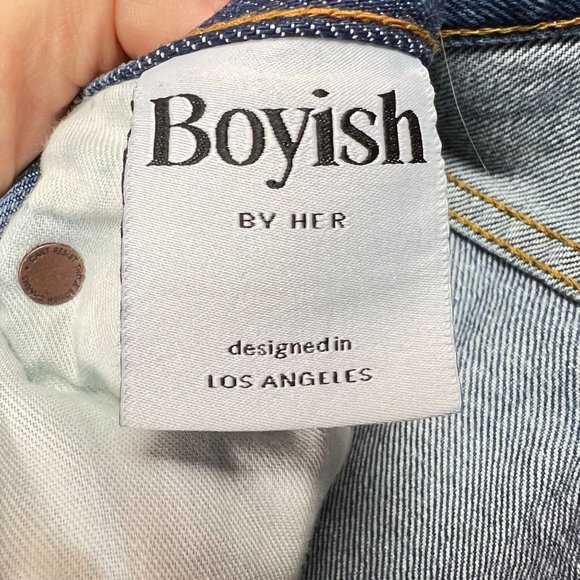 Boyish
BY HER
designed in
LOS ANGELES